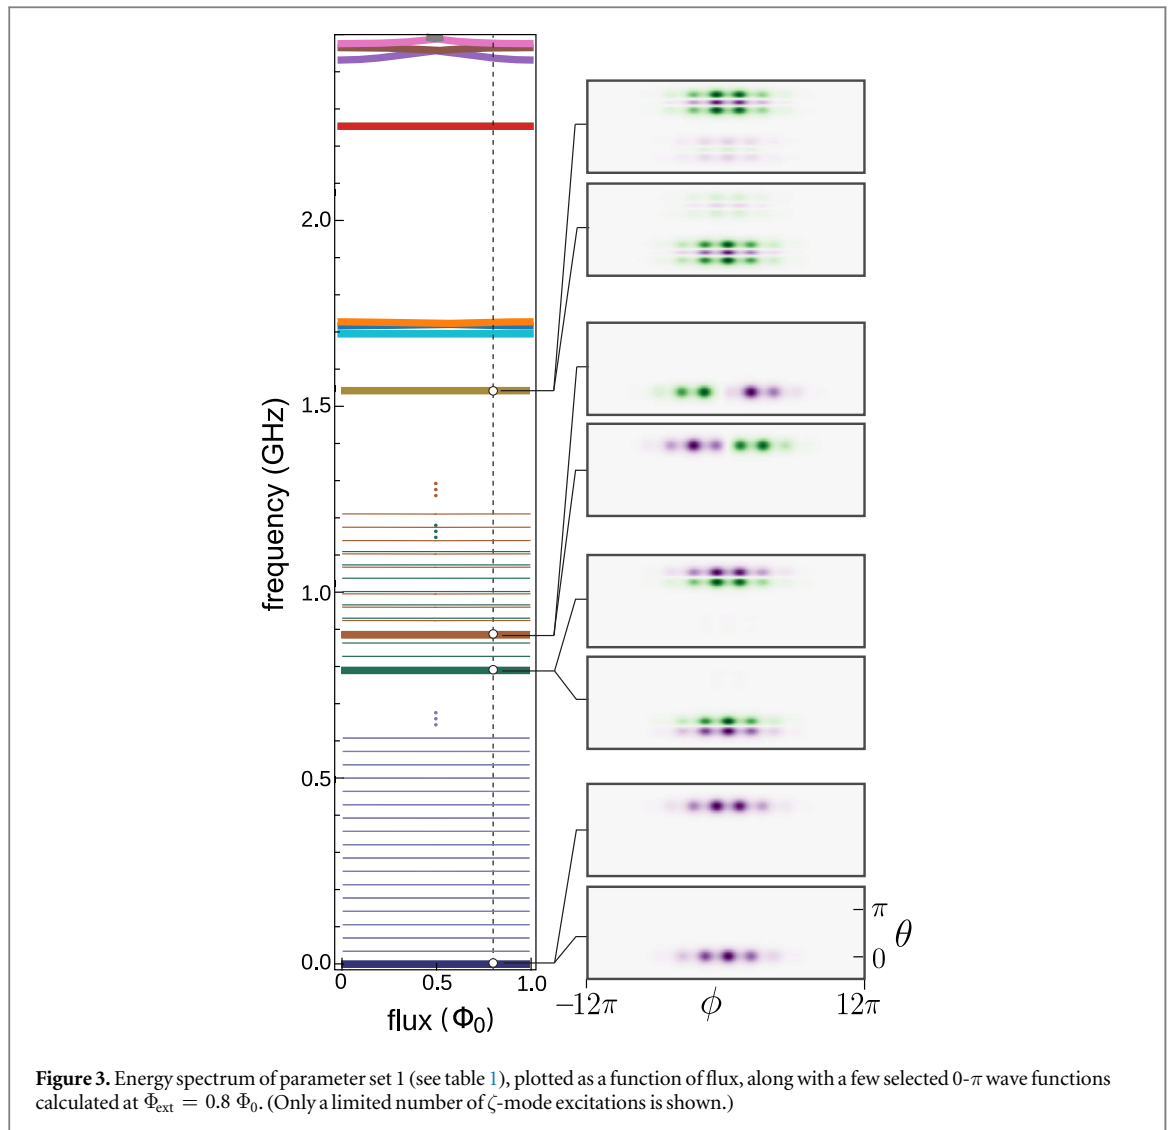 2.0
1.5
1.0
0.5
0.0
frequency (GHz)
0
0.5
1.0
flux (Φ₀)
π
0
θ
−12π
ϕ
12π
Figure 3. Energy spectrum of parameter set 1 (see table 1), plotted as a function of flux, along with a few selected 0-π wave functions
calculated at Φext = 0.8 Φ₀. (Only a limited number of ζ-mode excitations is shown.)